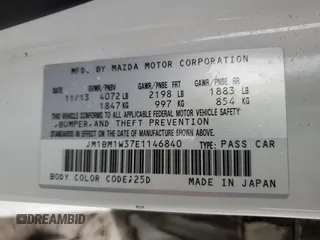 MFD. BY MAZDA MOTOR CORPORATION
DATE GVWR/PNBV GAWR/PNBE FRT GAWR/PNBE RR
11/13 4072 LB 2198 LB 1883 LB
1847 KG 997 KG 854 KG
THIS VEHICLE CONFORMS TO ALL APPLICABLE FEDERAL MOTOR VEHICLE SAFETY
,BUMPER,AND THEFT PREVENTION
STANDARDS IN EFFECT ON THE DATE OF MANUFACTURE SHOWN ABOVE.
JM1BM1W37E1146840 TYPE: PASS CAR
BODY COLOR CODE;25D MADE IN JAPAN
DREAMBID